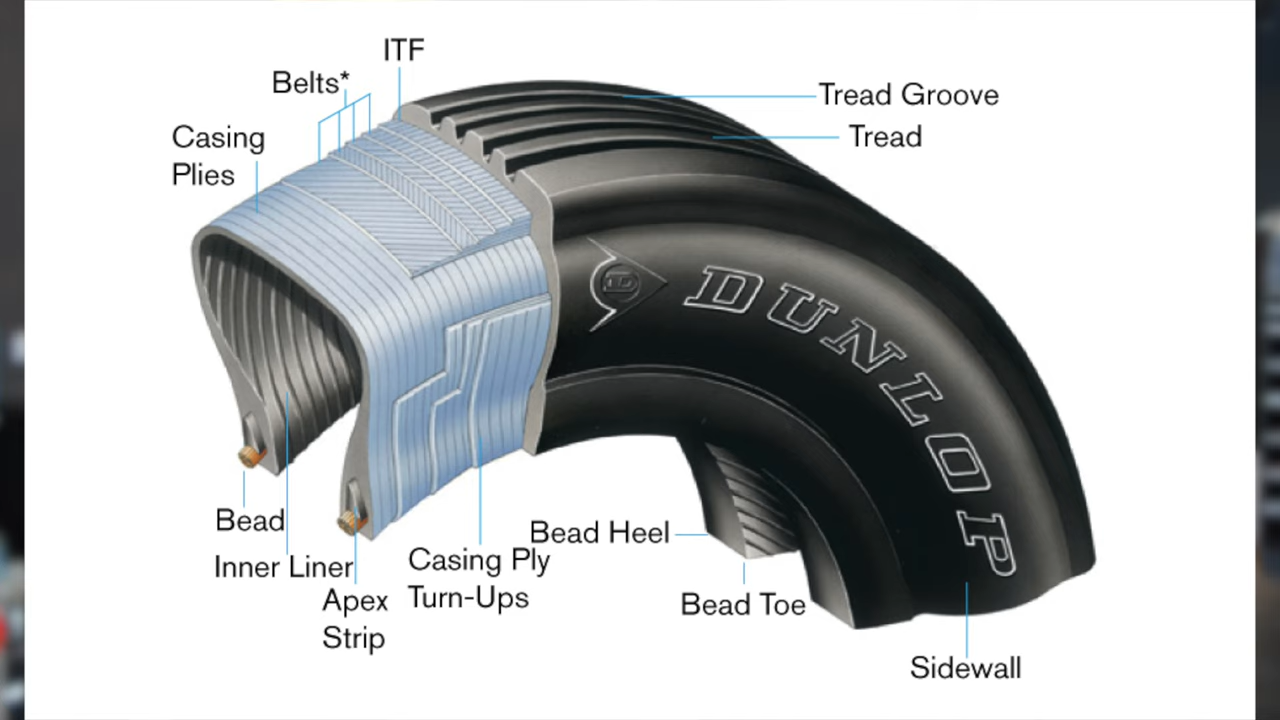 ITF
Belts*
Tread Groove
Casing
Plies
Tread
D
DUNLOP
Bead
Bead Heel
Inner Liner
Casing Ply
Turn-Ups
Apex
Strip
Bead Toe
Sidewall